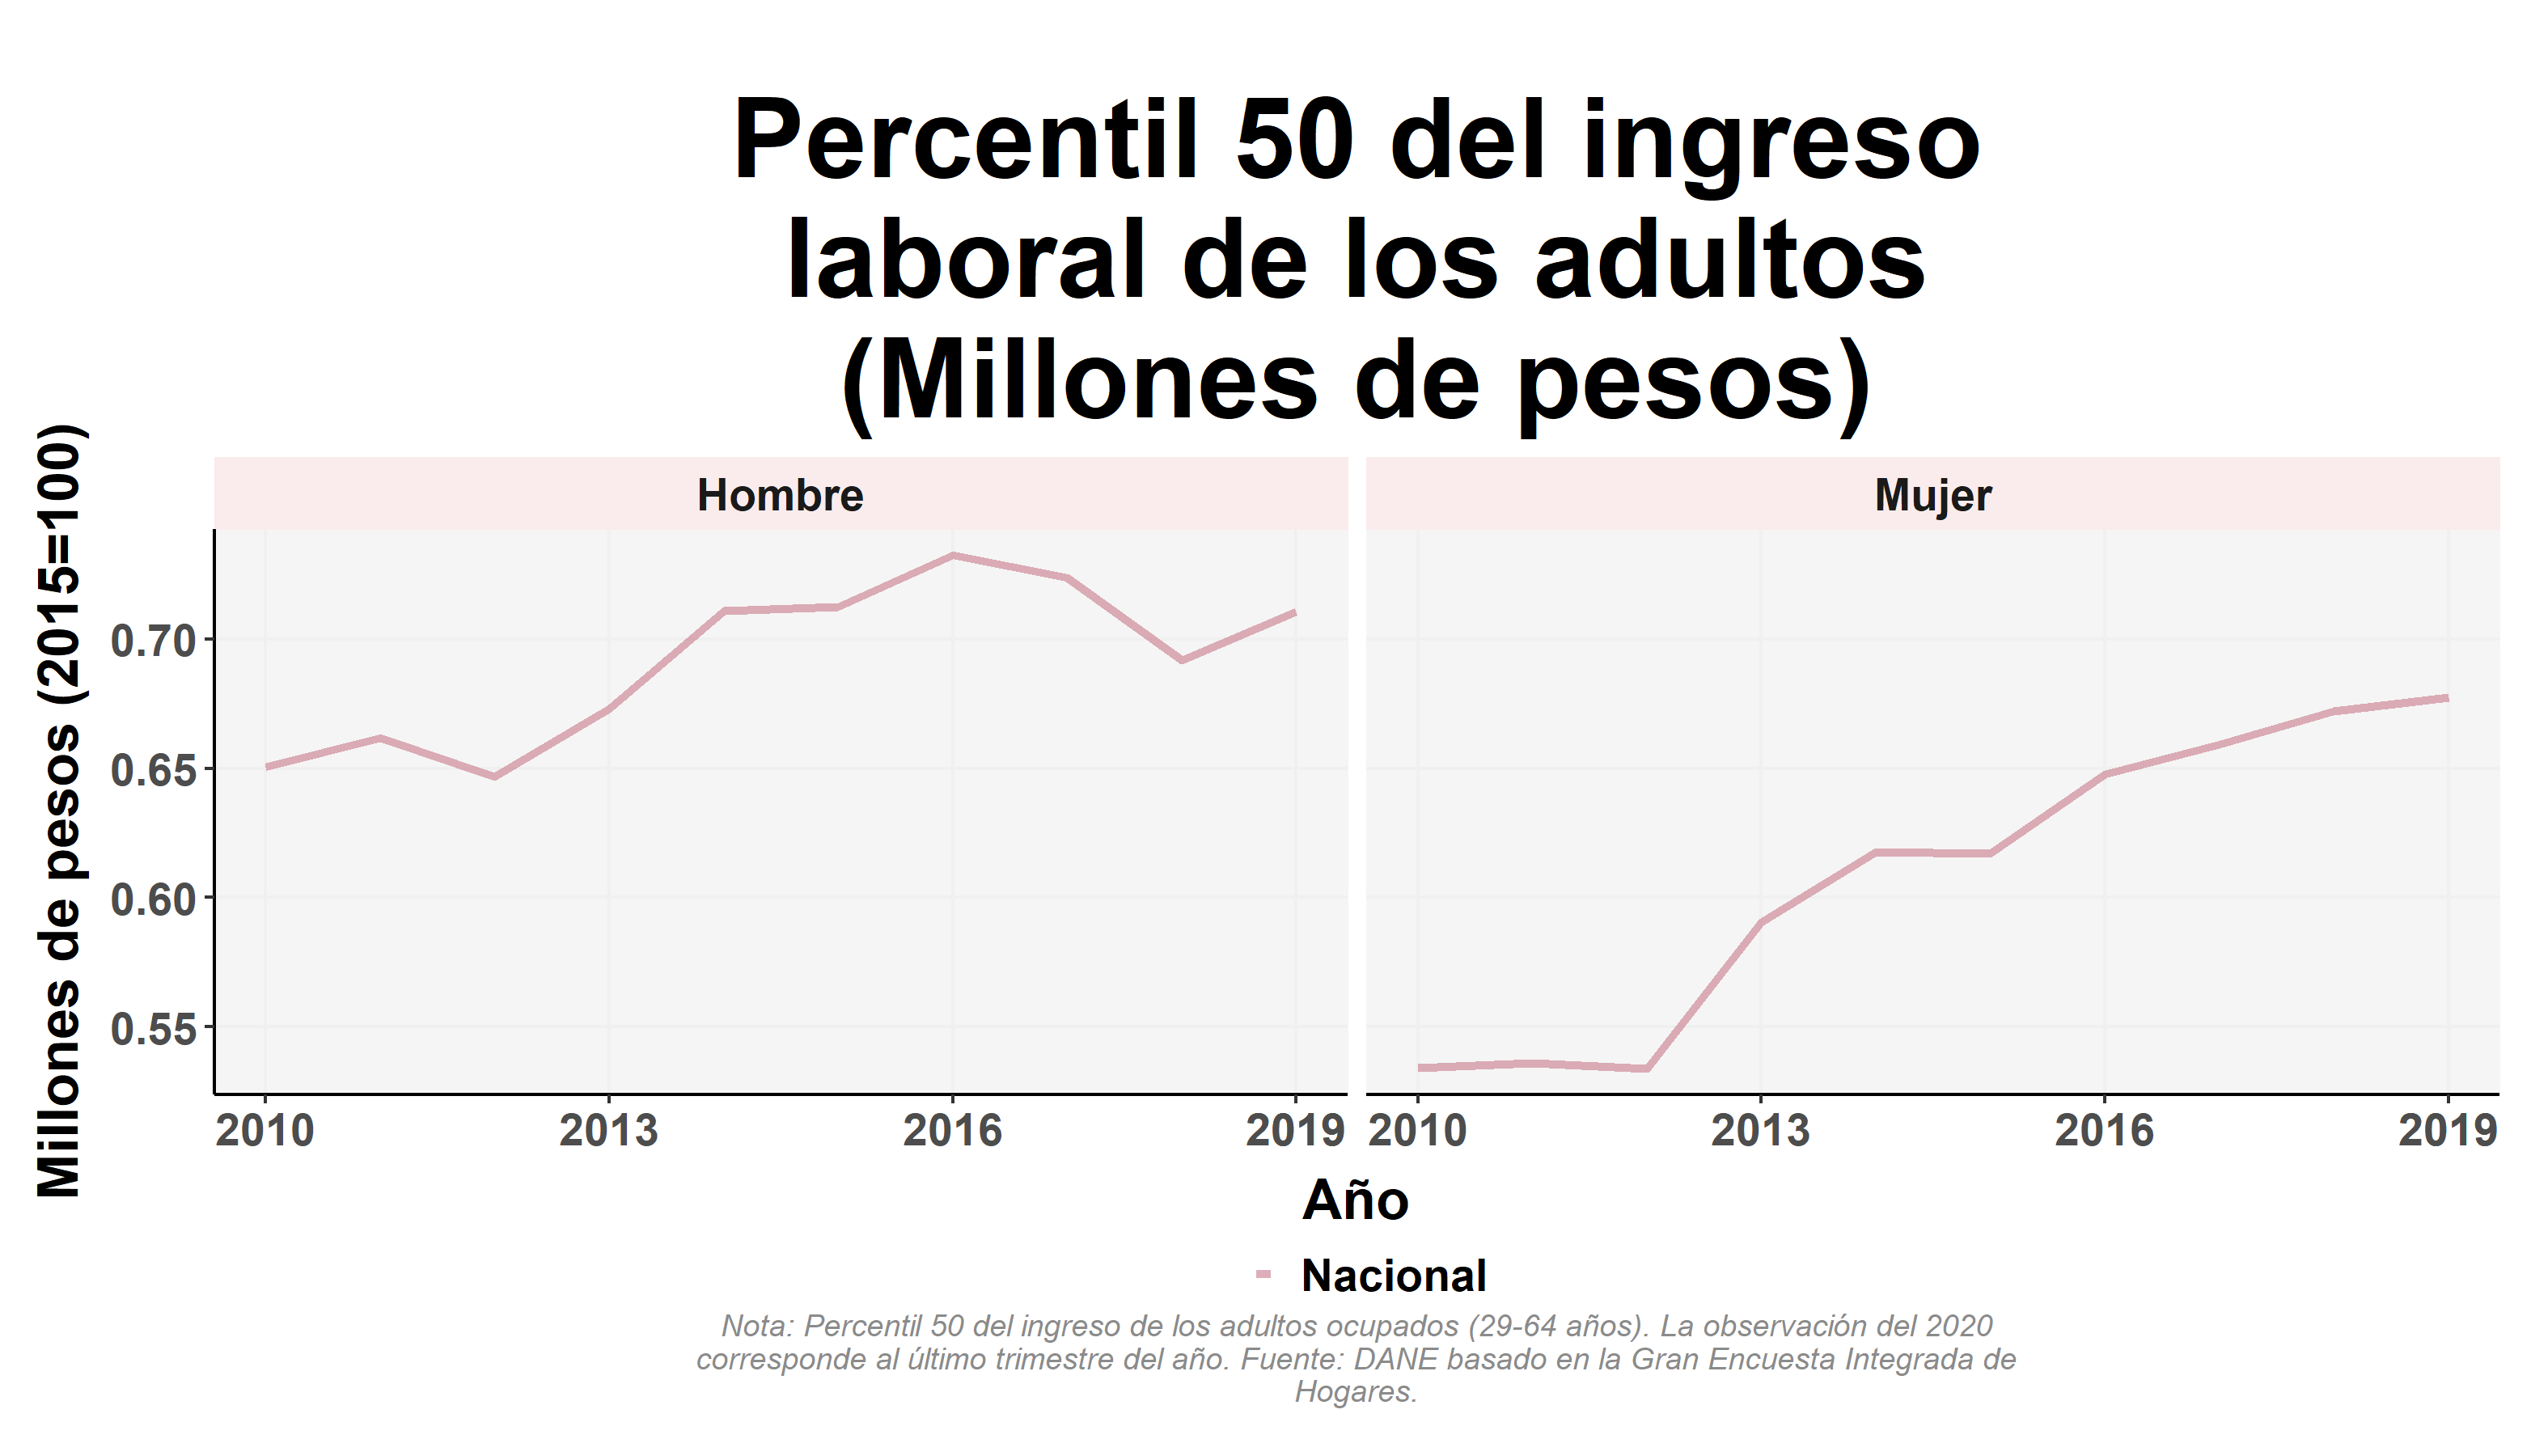 Percentil 50 del ingreso
laboral de los adultos
(Millones de pesos)
Millones de pesos (2015=100)
Hombre
Mujer
0.70
0.65
0.60
0.55
2010 2013 2016 2019
2010 2013 2016 2019
Año
Nacional
Nota: Percentil 50 del ingreso de los adultos ocupados (29-64 años). La observación del 2020
corresponde al último trimestre del año. Fuente: DANE basado en la Gran Encuesta Integrada de
Hogares.